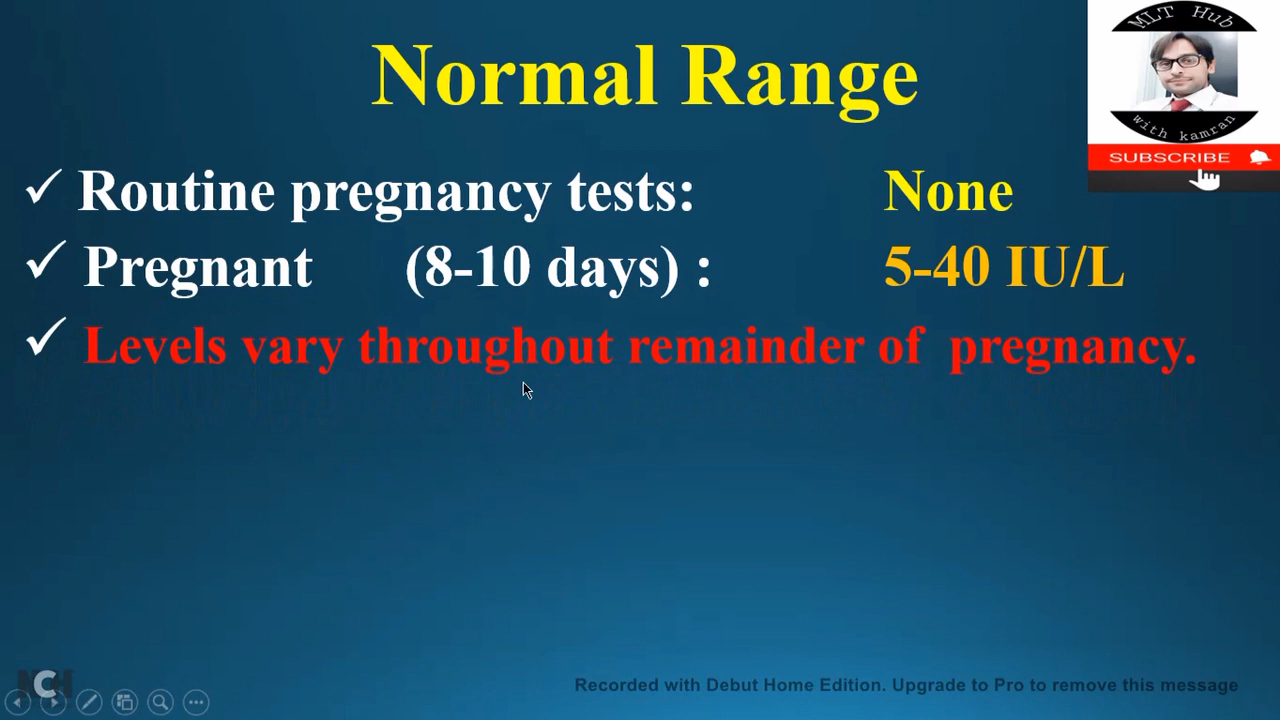 Normal Range
MLT Hub
with kamran
SUBSCRIBE
✓ Routine pregnancy tests: None
✓ Pregnant (8-10 days) : 5-40 IU/L
✓ Levels vary throughout remainder of pregnancy.
Recorded with Debut Home Edition. Upgrade to Pro to remove this message